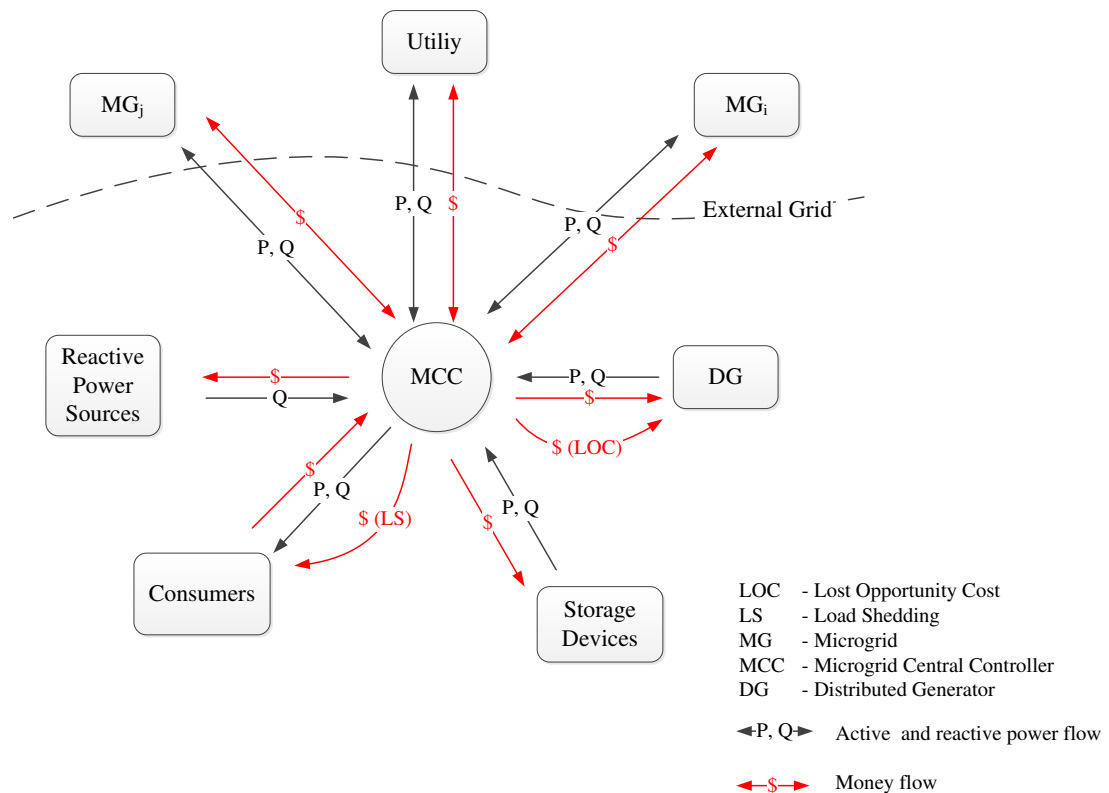 Utiliy
MGj
MGi
P, Q
$
$
P, Q
P, Q
$
External Grid
Reactive
Power
Sources
$
Q
MCC
P, Q
$
$ (LOC)
DG
$
P, Q
$ (LS)
$
P, Q
Consumers
Storage
Devices
LOC - Lost Opportunity Cost
LS - Load Shedding
MG - Microgrid
MCC - Microgrid Central Controller
DG - Distributed Generator
P, Q Active and reactive power flow
$ Money flow